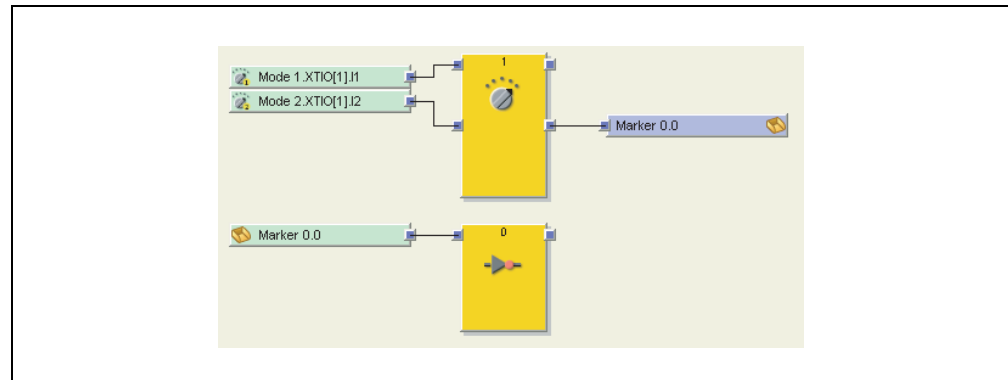 1
Mode 1.XTIO[1].I1
Mode 2.XTIO[1].I2
Marker 0.0
Marker 0.0
0